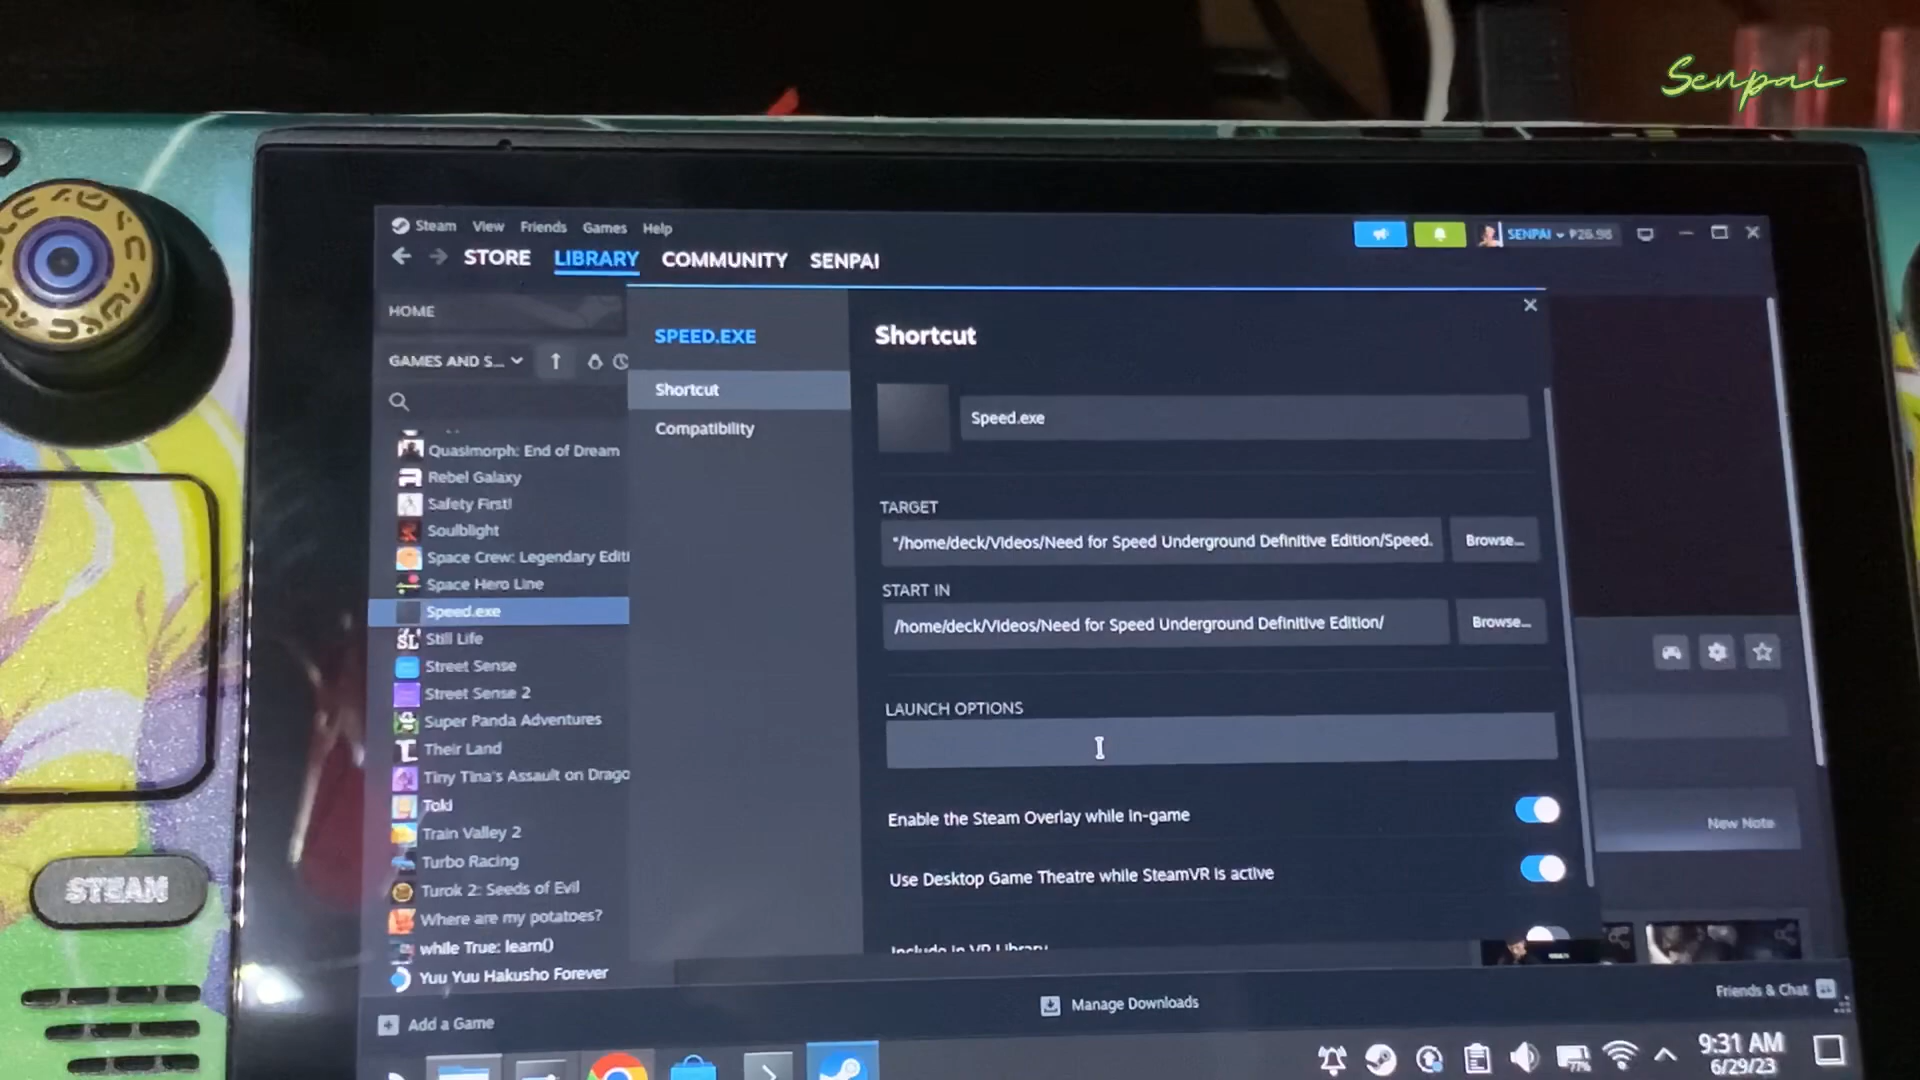 Senpai
Steam View Friends Games Help
SENPAI ₱26.98
STORE LIBRARY COMMUNITY SENPAI
HOME
GAMES AND S...
SPEED.EXE
Shortcut
Compatibility
Shortcut
Speed.exe
TARGET
"/home/deck/Videos/Need for Speed Underground Definitive Edition/Speed.
Browse...
START IN
/home/deck/Videos/Need for Speed Underground Definitive Edition/
Browse...
LAUNCH OPTIONS
Enable the Steam Overlay while in-game
Use Desktop Game Theatre while SteamVR is active
Include in VR Library
Quasimorph: End of Dream
Rebel Galaxy
Safety First!
Soulblight
Space Crew: Legendary Editi
Space Hero Line
Speed.exe
Still Life
Street Sense
Street Sense 2
Super Panda Adventures
Their Land
Tiny Tina's Assault on Drago
Toki
Train Valley 2
Turbo Racing
Turok 2: Seeds of Evil
Where are my potatoes?
while True: learn()
Yuu Yuu Hakusho Forever
New Note
Add a Game
Manage Downloads
Friends & Chat
STEAM
77%
9:31 AM
6/29/23